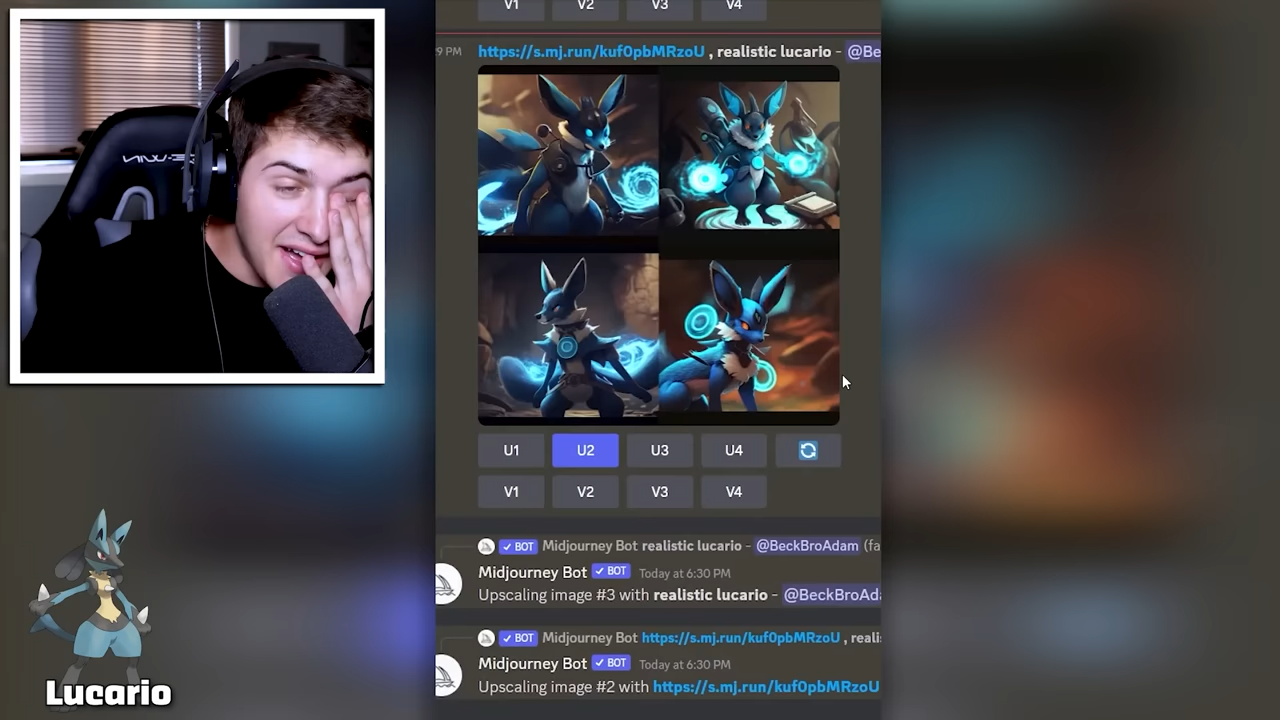 V1 V2 V3 V4
9 PM https://s.mj.run/kuf0pbMRzoU , realistic lucario - @Be
U1 U2 U3 U4
V1 V2 V3 V4
✓ BOT Midjourney Bot realistic lucario - @BeckBroAdam (fa
Midjourney Bot ✓ BOT Today at 6:30 PM
Upscaling image #3 with realistic lucario - @BeckBroAda
✓ BOT Midjourney Bot https://s.mj.run/kuf0pbMRzoU , reali
Midjourney Bot ✓ BOT Today at 6:30 PM
Upscaling image #2 with https://s.mj.run/kuf0pbMRzoU
Lucario